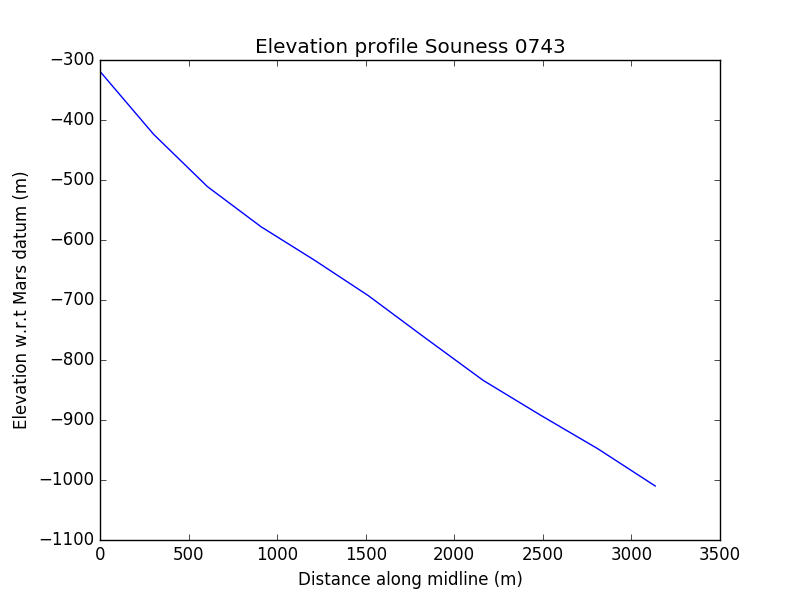 Elevation profile Souness 0743
−300
−400
−500
−600
−700
−800
−900
−1000
−1100
Elevation w.r.t Mars datum (m)
0 500 1000 1500 2000 2500 3000 3500
Distance along midline (m)